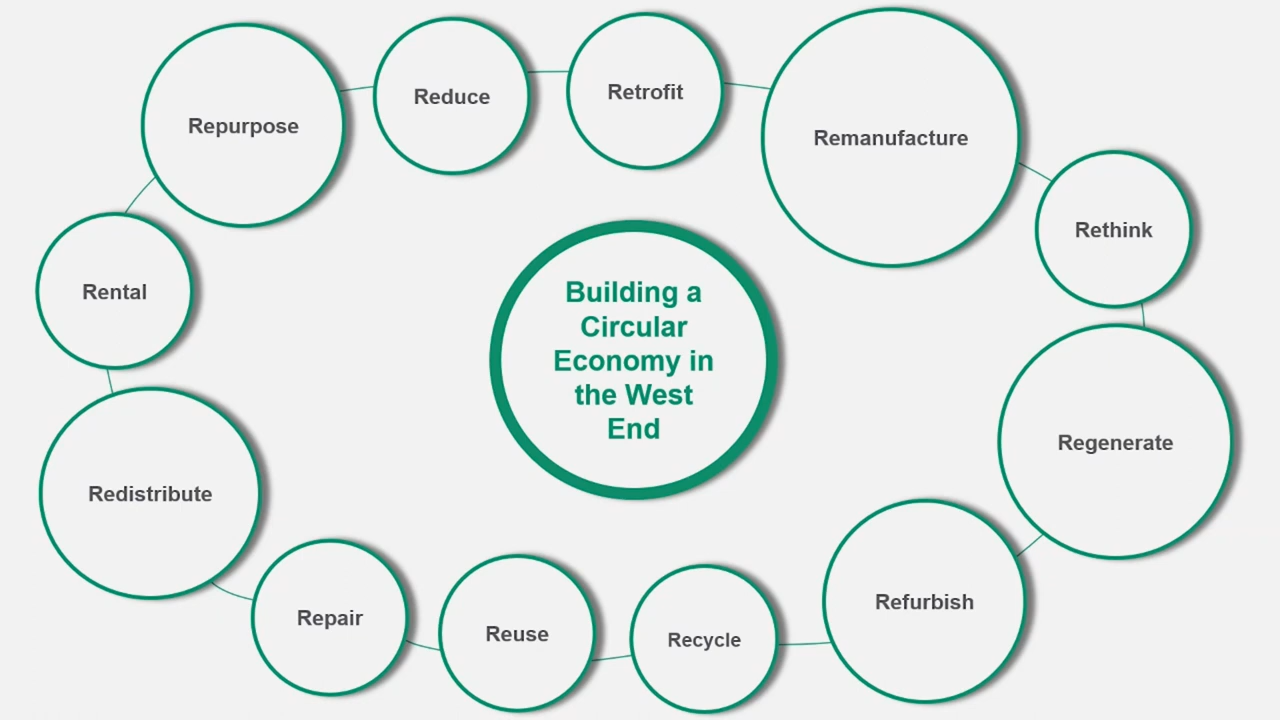 Repurpose
Reduce
Retrofit
Remanufacture
Rethink
Rental
Building a
Circular
Economy in
the West
End
Regenerate
Redistribute
Refurbish
Repair
Reuse
Recycle